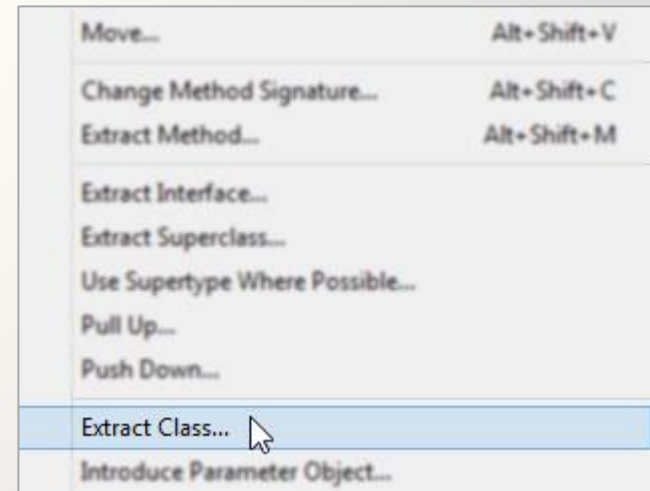 Move... Alt+Shift+V
Change Method Signature... Alt+Shift+C
Extract Method... Alt+Shift+M
Extract Interface...
Extract Superclass...
Use Supertype Where Possible...
Pull Up...
Push Down...
Extract Class...
Introduce Parameter Object...